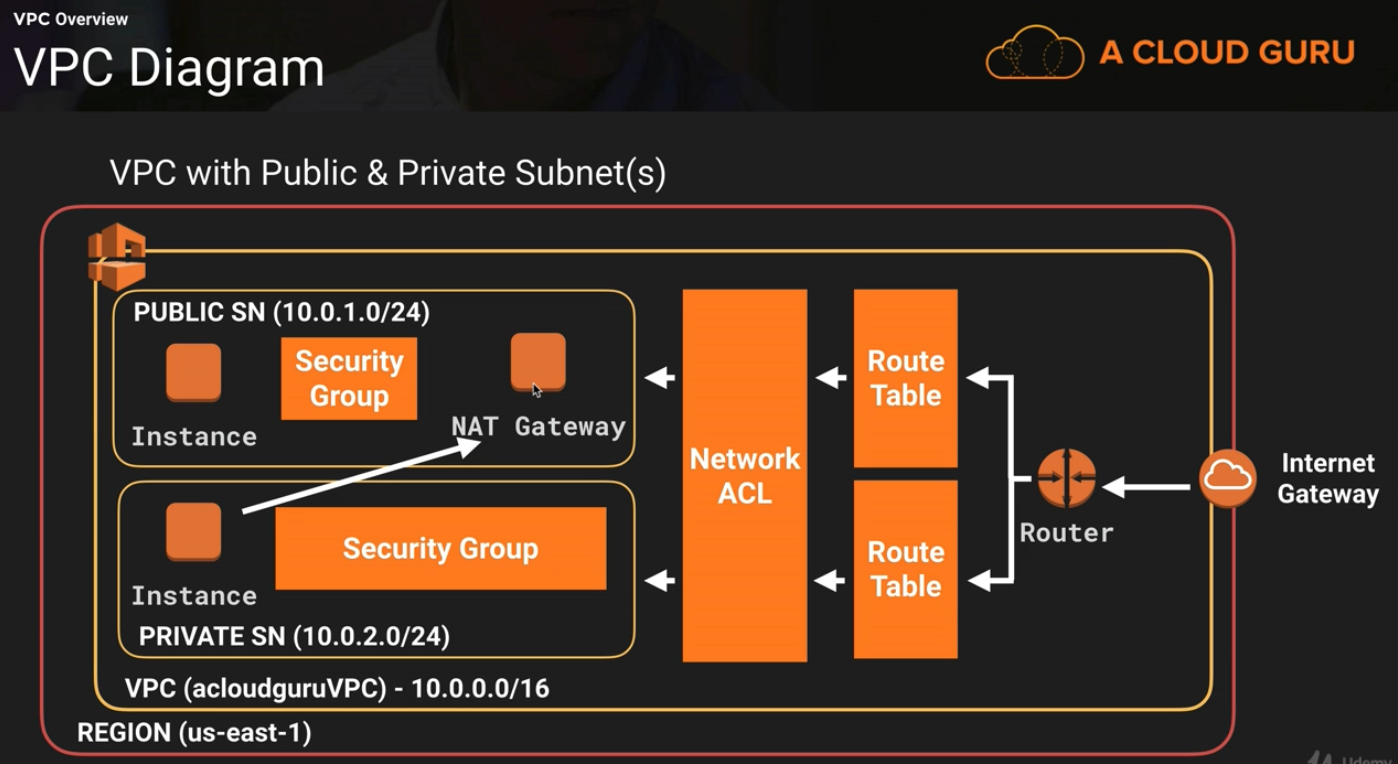 VPC Overview
VPC Diagram
A CLOUD GURU
VPC with Public & Private Subnet(s)
PUBLIC SN (10.0.1.0/24)
Security
Group
Instance
NAT Gateway
Instance
Security Group
PRIVATE SN (10.0.2.0/24)
Network
ACL
Route
Table
Route
Table
Router
Internet
Gateway
VPC (acloudguruVPC) - 10.0.0.0/16
REGION (us-east-1)
Udemy